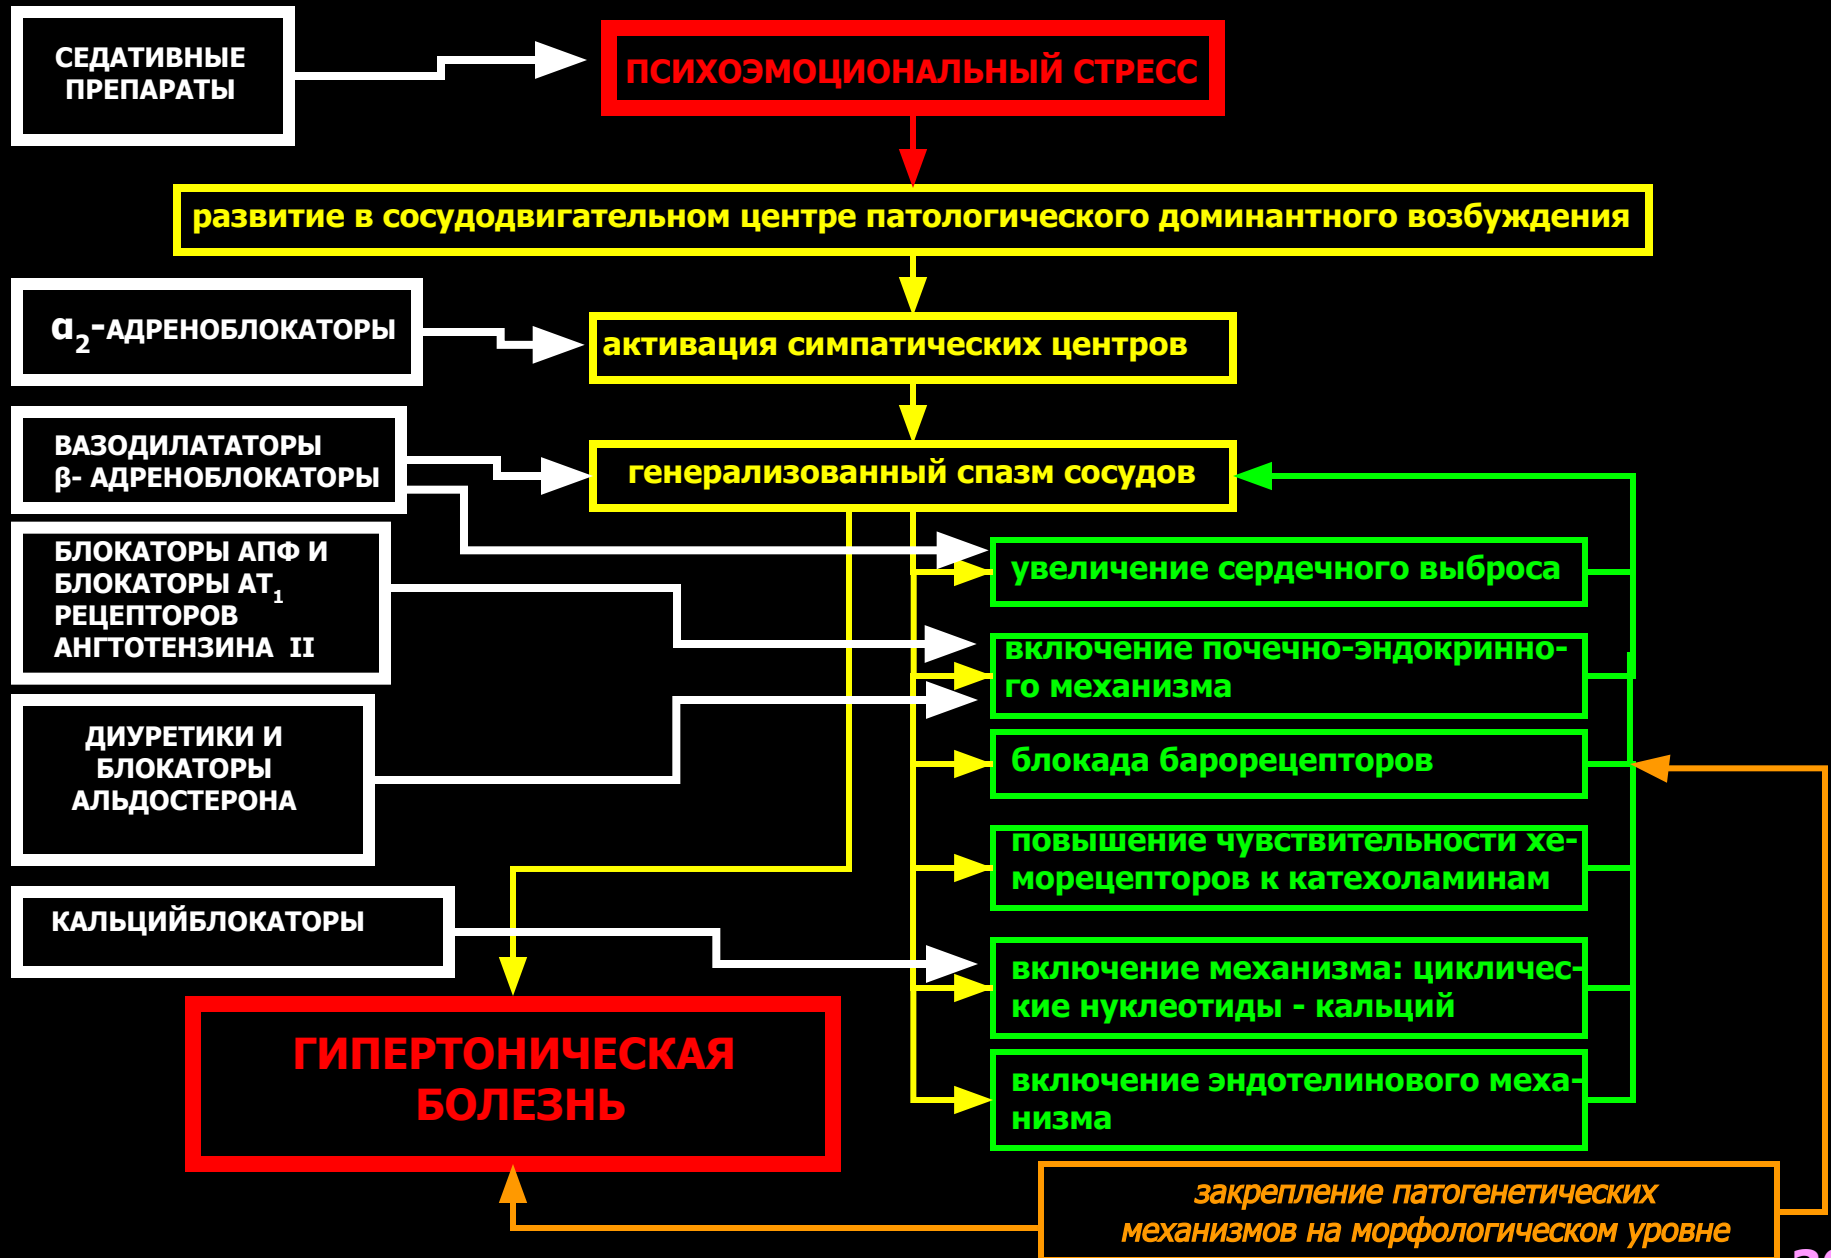 СЕДАТИВНЫЕ
ПРЕПАРАТЫ
ПСИХОЭМОЦИОНАЛЬНЫЙ СТРЕСС
развитие в сосудодвигательном центре патологического доминантного возбуждения
α₂-АДРЕНОБЛОКАТОРЫ
активация симпатических центров
ВАЗОДИЛАТАТОРЫ
β- АДРЕНОБЛОКАТОРЫ
генерализованный спазм сосудов
БЛОКАТОРЫ АПФ И
БЛОКАТОРЫ АТ₁
РЕЦЕПТОРОВ
АНГТОТЕНЗИНА II
увеличение сердечного выброса
включение почечно-эндокринно-
го механизма
ДИУРЕТИКИ И
БЛОКАТОРЫ
АЛЬДОСТЕРОНА
блокада барорецепторов
повышение чувствительности хе-
морецепторов к катехоламинам
КАЛЬЦИЙБЛОКАТОРЫ
включение механизма: цикличес-
кие нуклеотиды - кальций
ГИПЕРТОНИЧЕСКАЯ
БОЛЕЗНЬ
включение эндотелинового меха-
низма
закрепление патогенетических
механизмов на морфологическом уровне